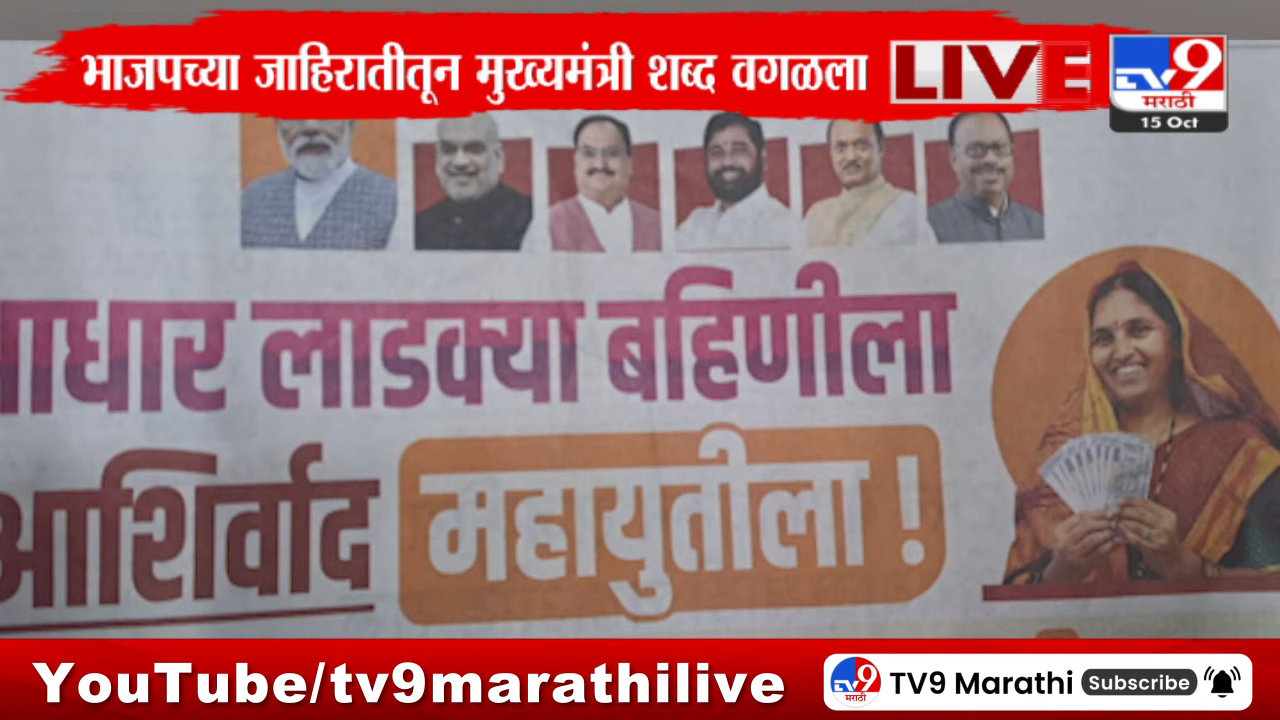 भाजपच्या जाहिरातीतून मुख्यमंत्री शब्द वगळला LIVE
TV9
मराठी
15 Oct
लाडक्या बहिणीला
आशिर्वाद महायुतीला !
YouTube/tv9marathilive
TV9 मराठी TV9 Marathi Subscribe